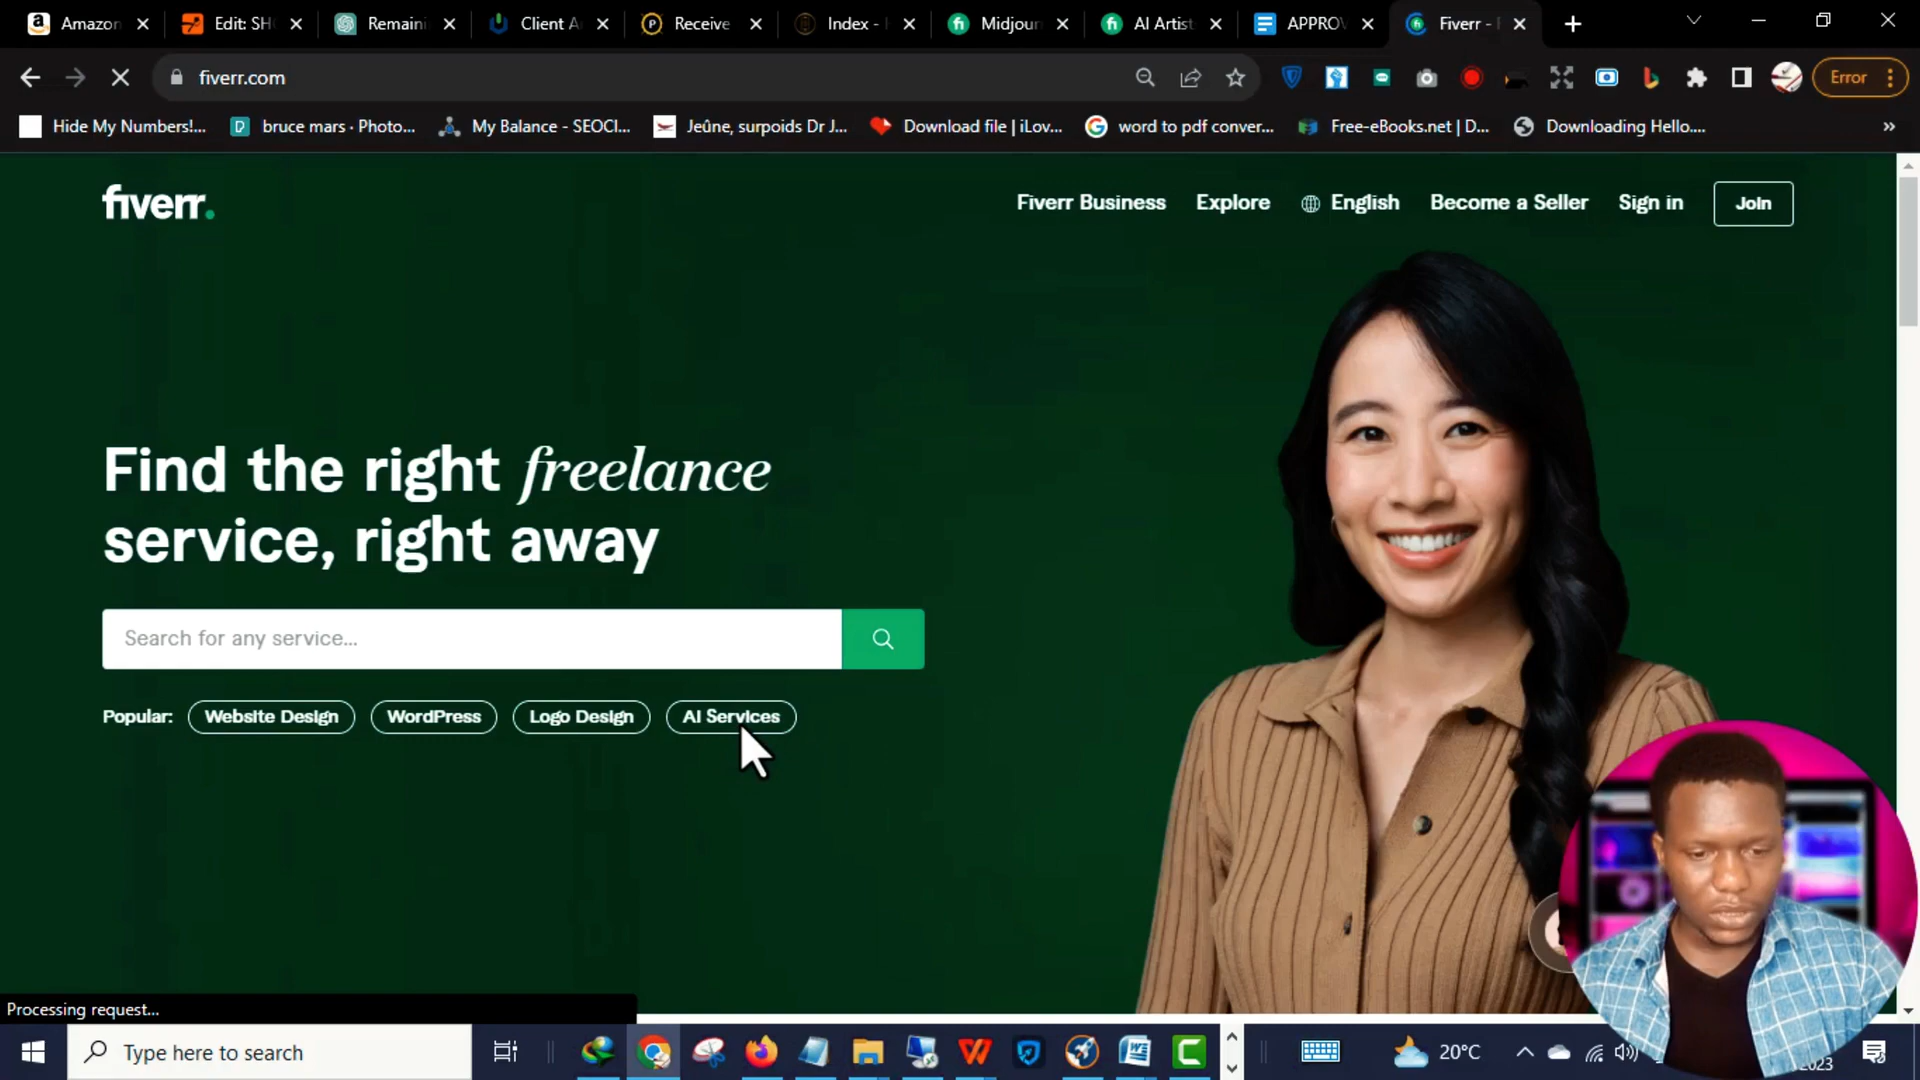 Amazon
Edit: SH
Remaini
Client A
Receive
Index -
Midjour
AI Artist
APPROV
Fiverr -
fiverr.com
Error
Hide My Numbers!...
bruce mars · Photo...
My Balance - SEOCl...
Jeûne, surpoids Dr J...
Download file | iLov...
word to pdf conver...
Free-eBooks.net | D...
Downloading Hello....
»
fiverr.
Fiverr Business
Explore
English
Become a Seller
Sign in
Join
Find the right freelance
service, right away
Search for any service...
Popular:
Website Design
WordPress
Logo Design
AI Services
Processing request...
Type here to search
20°C
2023